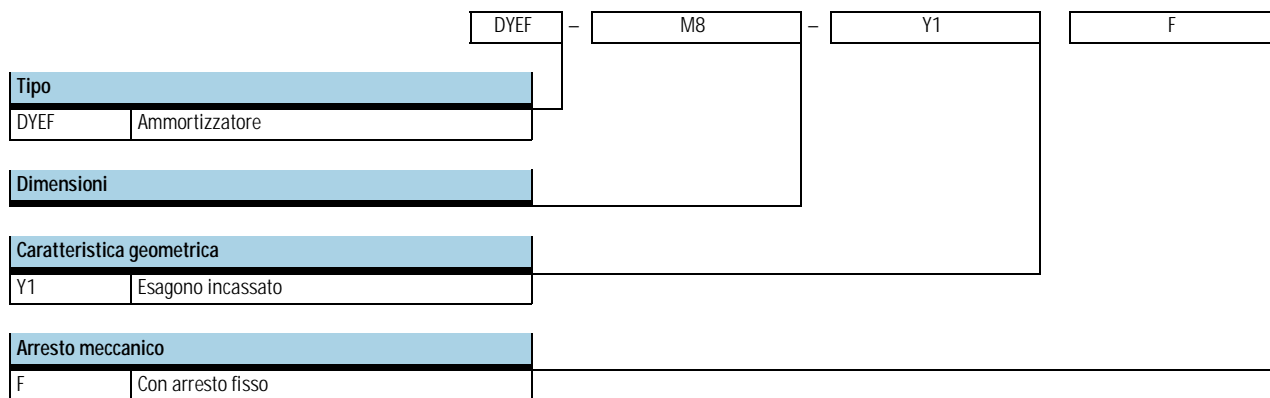 DYEF – M8 – Y1 F
Tipo
DYEF Ammortizzatore
Dimensioni
Caratteristica geometrica
Y1 Esagono incassato
Arresto meccanico
F Con arresto fisso